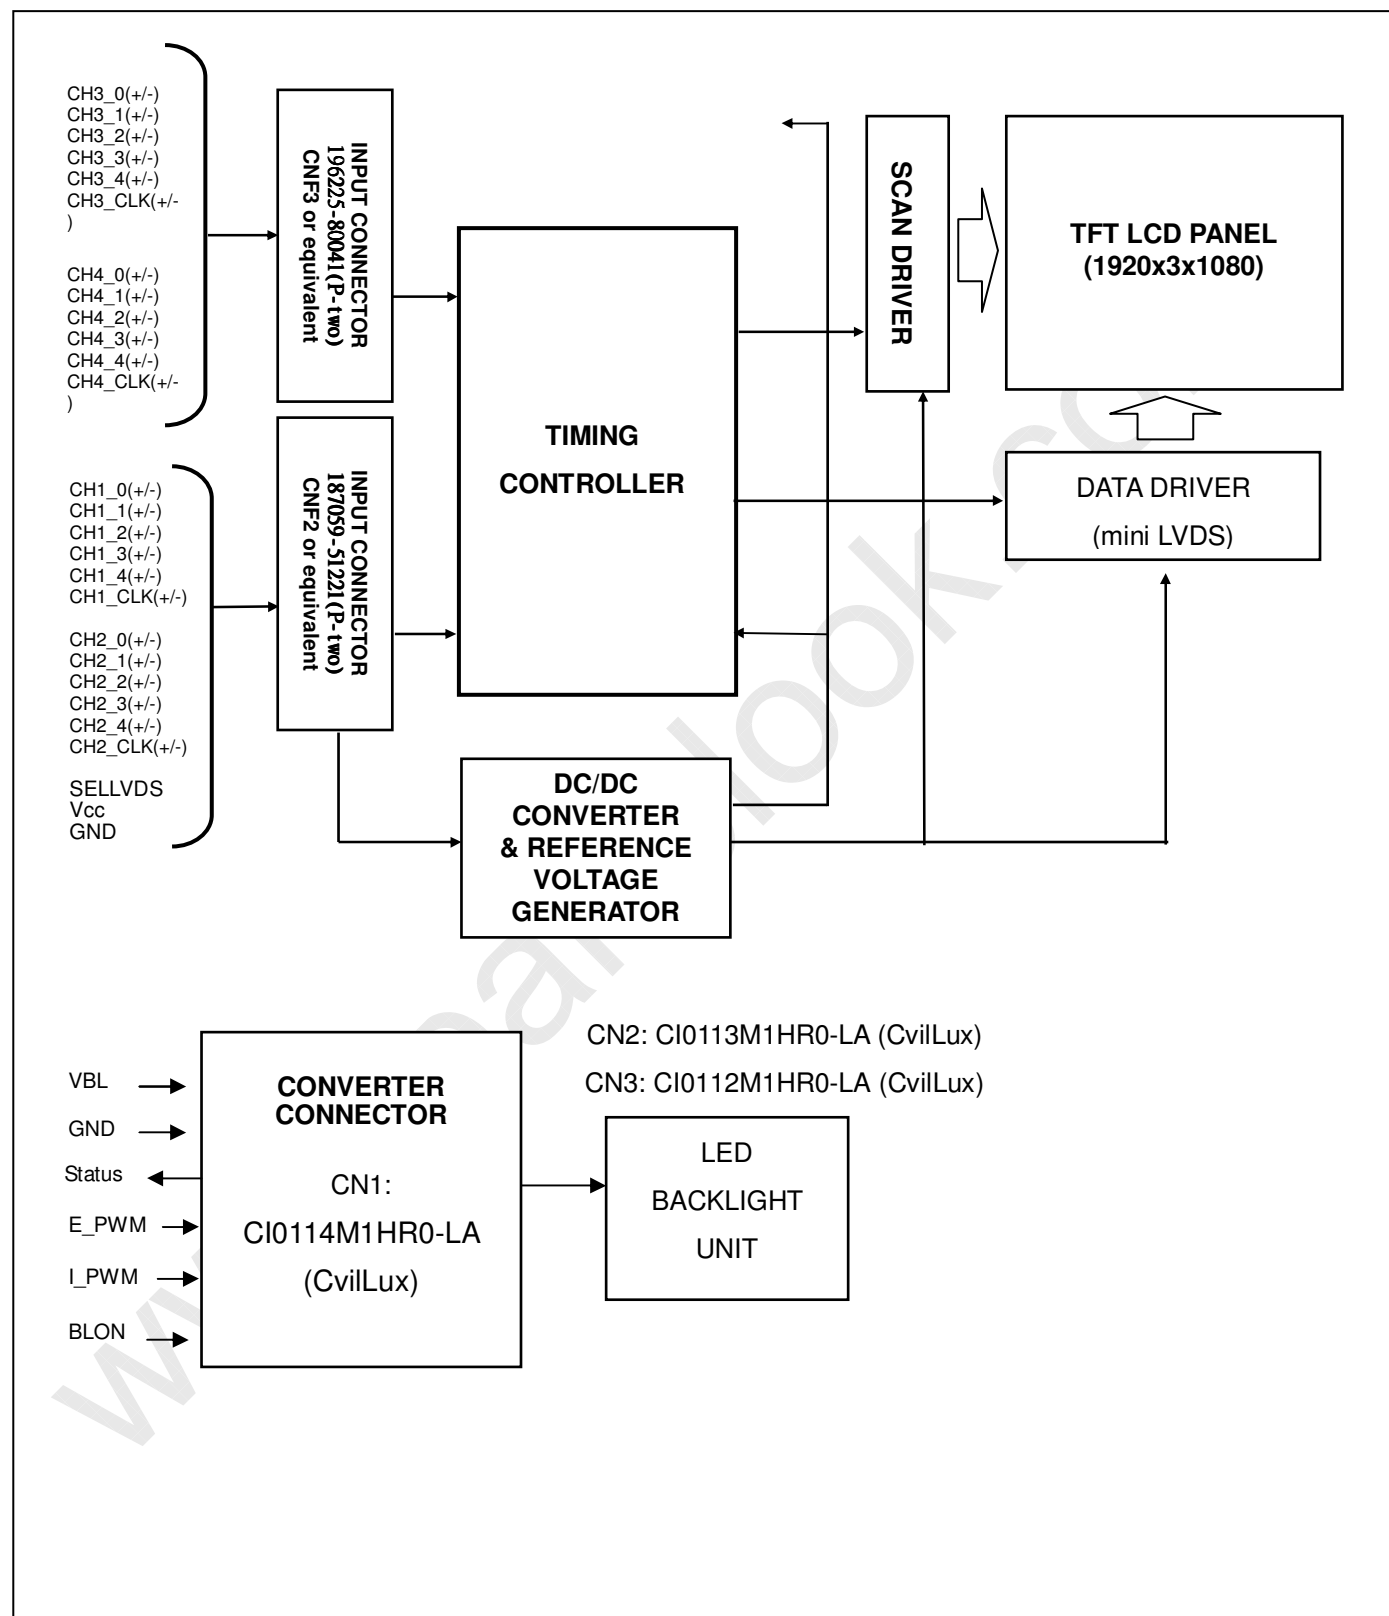 CH3_0(+/-)
CH3_1(+/-)
CH3_2(+/-)
CH3_3(+/-)
CH3_4(+/-)
CH3_CLK(+/-
)
CH4_0(+/-)
CH4_1(+/-)
CH4_2(+/-)
CH4_3(+/-)
CH4_4(+/-)
CH4_CLK(+/-
)
INPUT CONNECTOR
196225-80041(P-two)
CNF3 or equivalent
CH1_0(+/-)
CH1_1(+/-)
CH1_2(+/-)
CH1_3(+/-)
CH1_4(+/-)
CH1_CLK(+/-)
CH2_0(+/-)
CH2_1(+/-)
CH2_2(+/-)
CH2_3(+/-)
CH2_4(+/-)
CH2_CLK(+/-)
SELLVDS
Vcc
GND
INPUT CONNECTOR
187059-51221(P-two)
CNF2 or equivalent
TIMING
CONTROLLER
SCAN DRIVER
TFT LCD PANEL
(1920x3x1080)
DATA DRIVER
(mini LVDS)
DC/DC
CONVERTER
& REFERENCE
VOLTAGE
GENERATOR
VBL
GND
Status
E_PWM
I_PWM
BLON
CONVERTER
CONNECTOR
CN1:
CI0114M1HR0-LA
(CvilLux)
CN2: CI0113M1HR0-LA (CvilLux)
CN3: CI0112M1HR0-LA (CvilLux)
LED
BACKLIGHT
UNIT